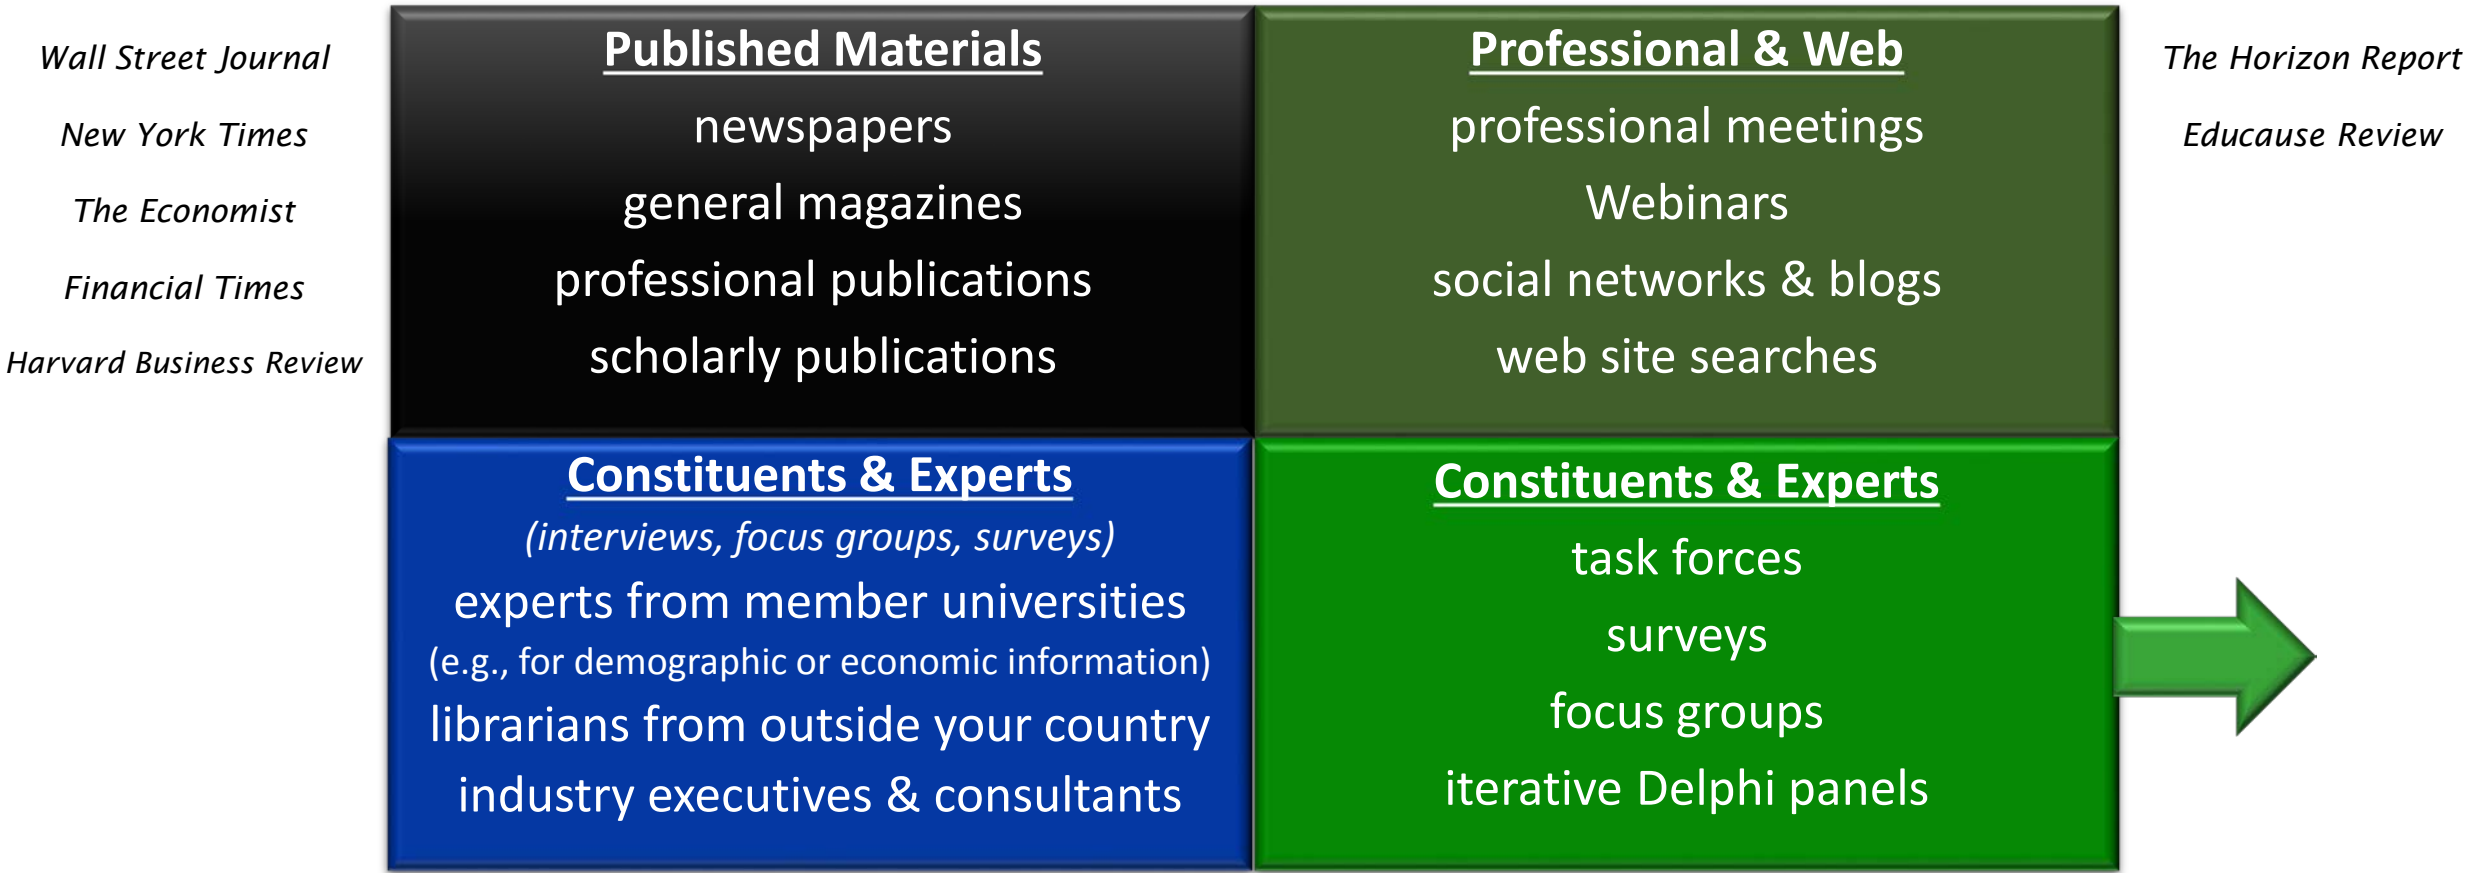 Wall Street Journal
New York Times
The Economist
Financial Times
Harvard Business Review
Published Materials
newspapers
general magazines
professional publications
scholarly publications
Professional & Web
professional meetings
Webinars
social networks & blogs
web site searches
The Horizon Report
Educause Review
Constituents & Experts
(interviews, focus groups, surveys)
experts from member universities
(e.g., for demographic or economic information)
librarians from outside your country
industry executives & consultants
Constituents & Experts
task forces
surveys
focus groups
iterative Delphi panels